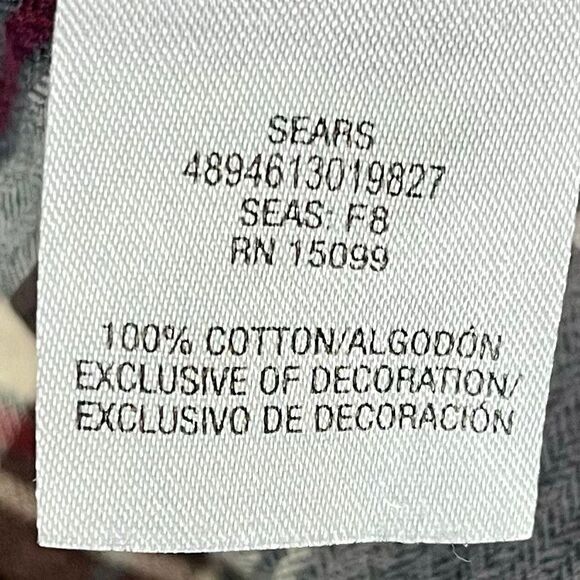 SEARS
4894613019827
SEAS: F8
RN 15099
100% COTTON/ALGODÓN
EXCLUSIVE OF DECORATION/
EXCLUSIVO DE DECORACIÓN